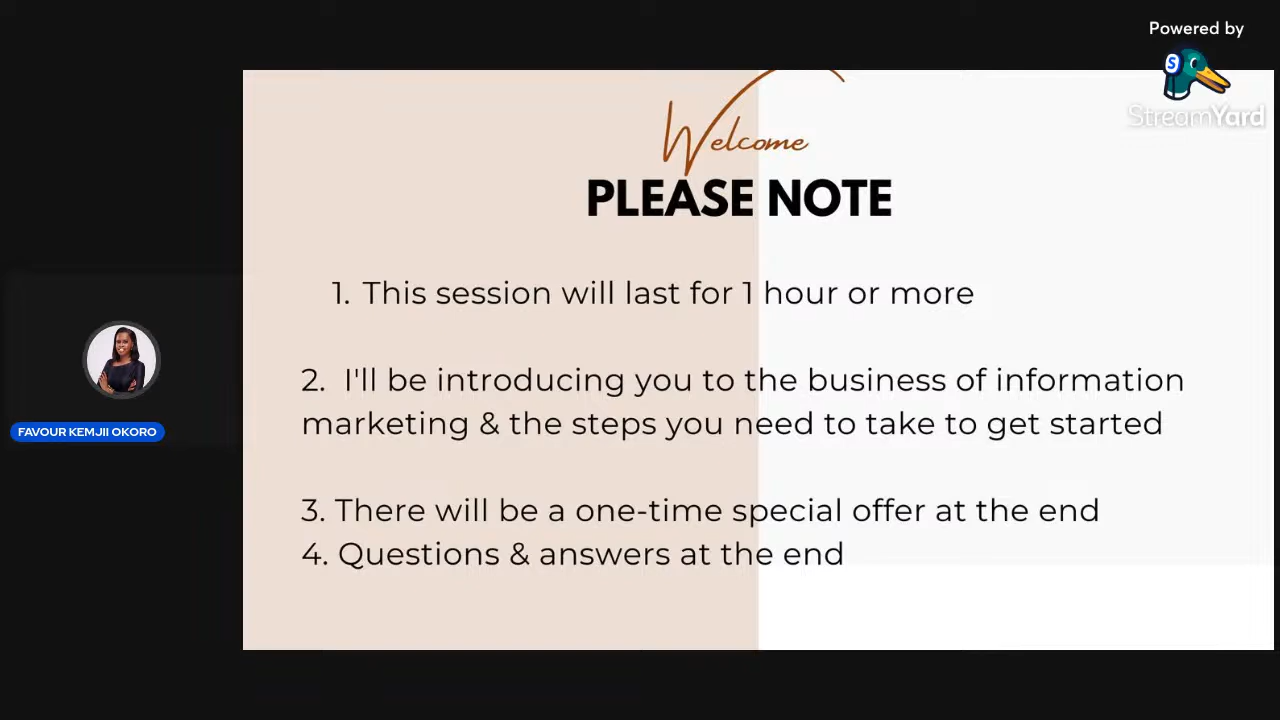 Powered by
StreamYard
Welcome
PLEASE NOTE
1. This session will last for 1 hour or more
2. I'll be introducing you to the business of information
marketing & the steps you need to take to get started
3. There will be a one-time special offer at the end
4. Questions & answers at the end
FAVOUR KEMJII OKORO